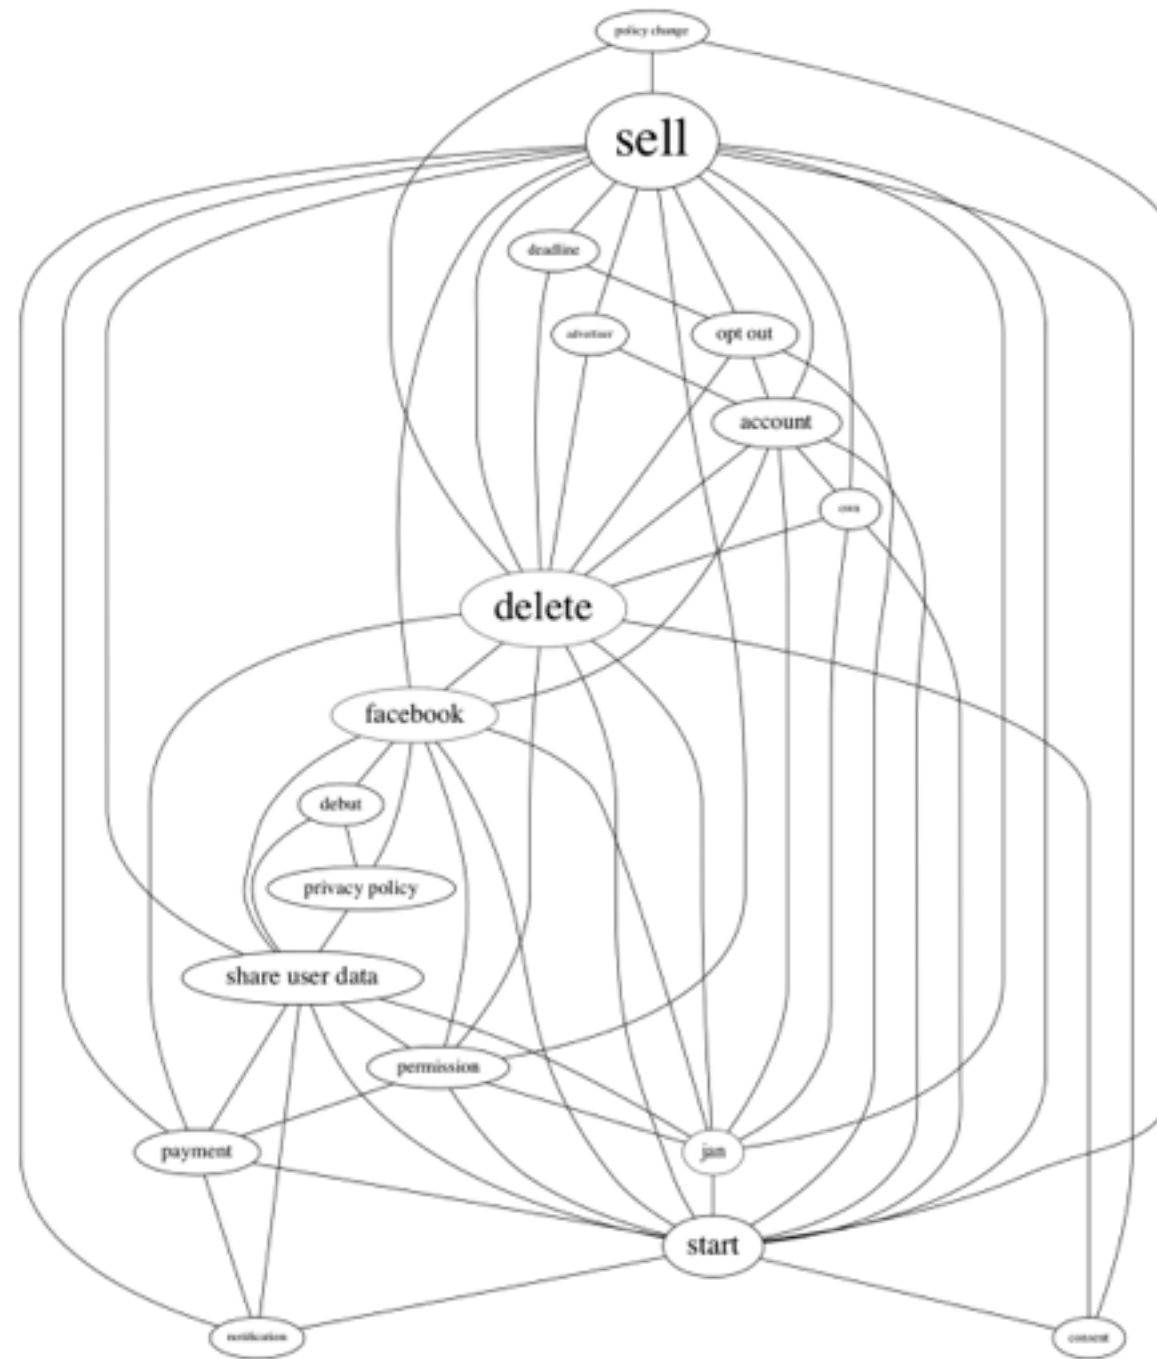 policy change
sell
deadline
advertiser
opt out
account
own
delete
facebook
debut
privacy policy
share user data
permission
payment
jan
start
notification
consent